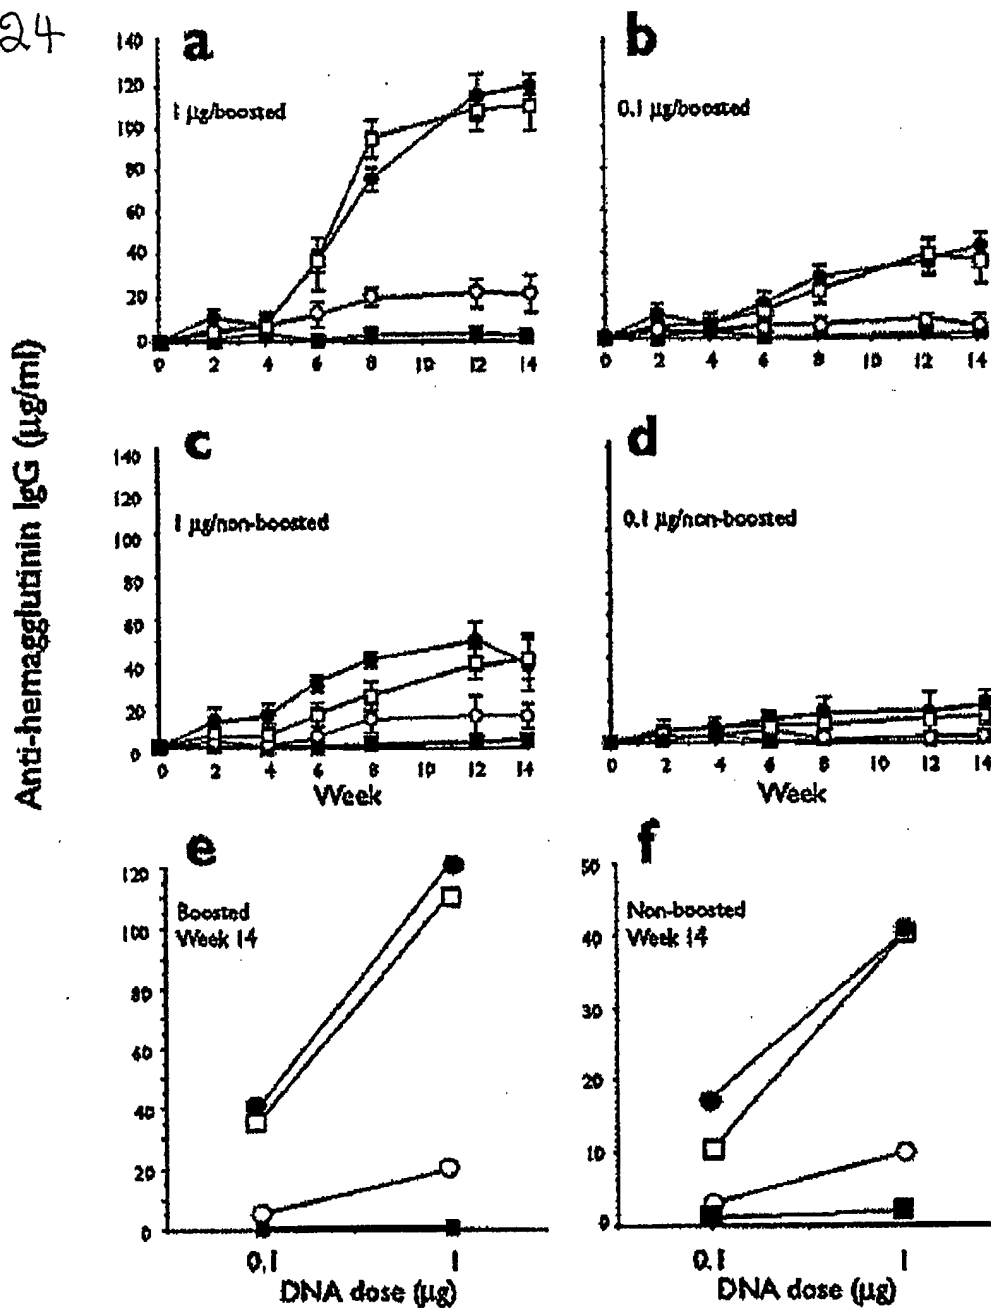 24
a
b
140
120
100
80
60
40
20
0
1 µg/boosted
0.1 µg/boosted
0 2 4 6 8 10 12 14
0 2 4 6 8 10 12 14
Anti-hemagglutinin IgG (µg/ml)
c
d
140
120
100
80
60
40
20
0
1 µg/non-boosted
0.1 µg/non-boosted
0 2 4 6 8 10 12 14
0 2 4 6 8 10 12 14
Week
Week
e
f
120
100
80
60
40
20
0
Boosted
Week 14
50
40
30
20
10
0
Non-boosted
Week 14
0.1 1
0.1 1
DNA dose (µg)
DNA dose (µg)